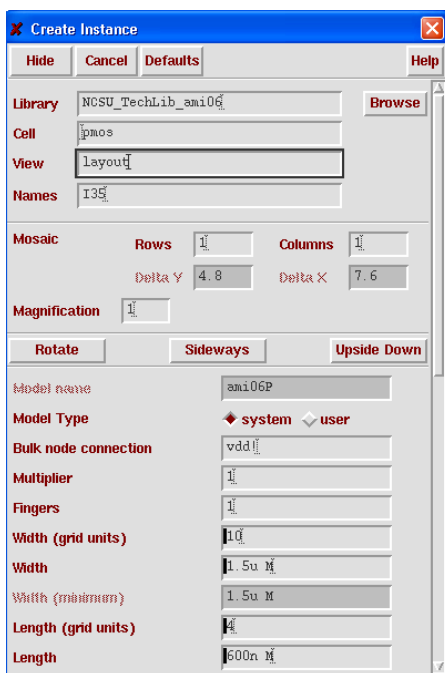 Create Instance
Hide Cancel Defaults Help
Library NCSU_TechLib_ami06 Browse
Cell pmos
View layout
Names I35
Mosaic Rows 1 Columns 1
Delta Y 4.8 Delta X 7.6
Magnification 1
Rotate Sideways Upside Down
Model name ami06P
Model Type system user
Bulk node connection vdd!
Multiplier 1
Fingers 1
Width (grid units) 10
Width 1.5u M
Width (minimum) 1.5u M
Length (grid units) 4
Length 600n M